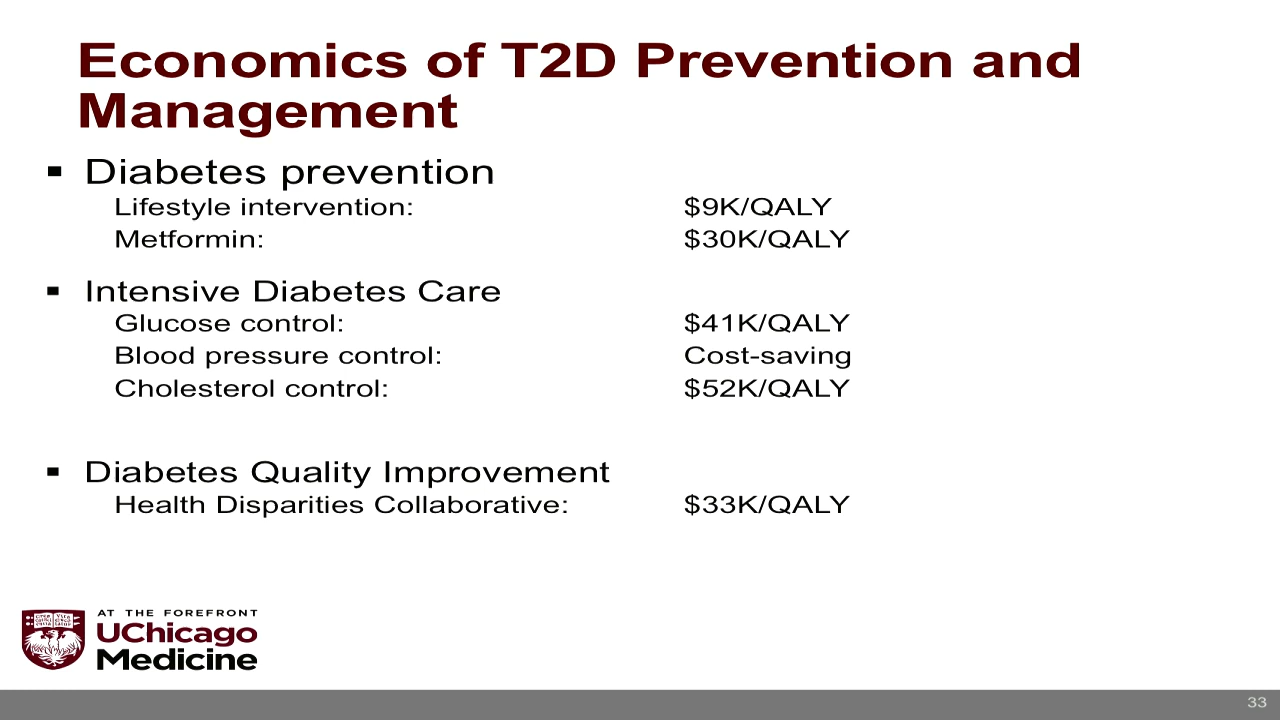 Economics of T2D Prevention and
Management
▪ Diabetes prevention
Lifestyle intervention: $9K/QALY
Metformin: $30K/QALY
▪ Intensive Diabetes Care
Glucose control: $41K/QALY
Blood pressure control: Cost-saving
Cholesterol control: $52K/QALY
▪ Diabetes Quality Improvement
Health Disparities Collaborative: $33K/QALY
AT THE FOREFRONT
UChicago
Medicine
33